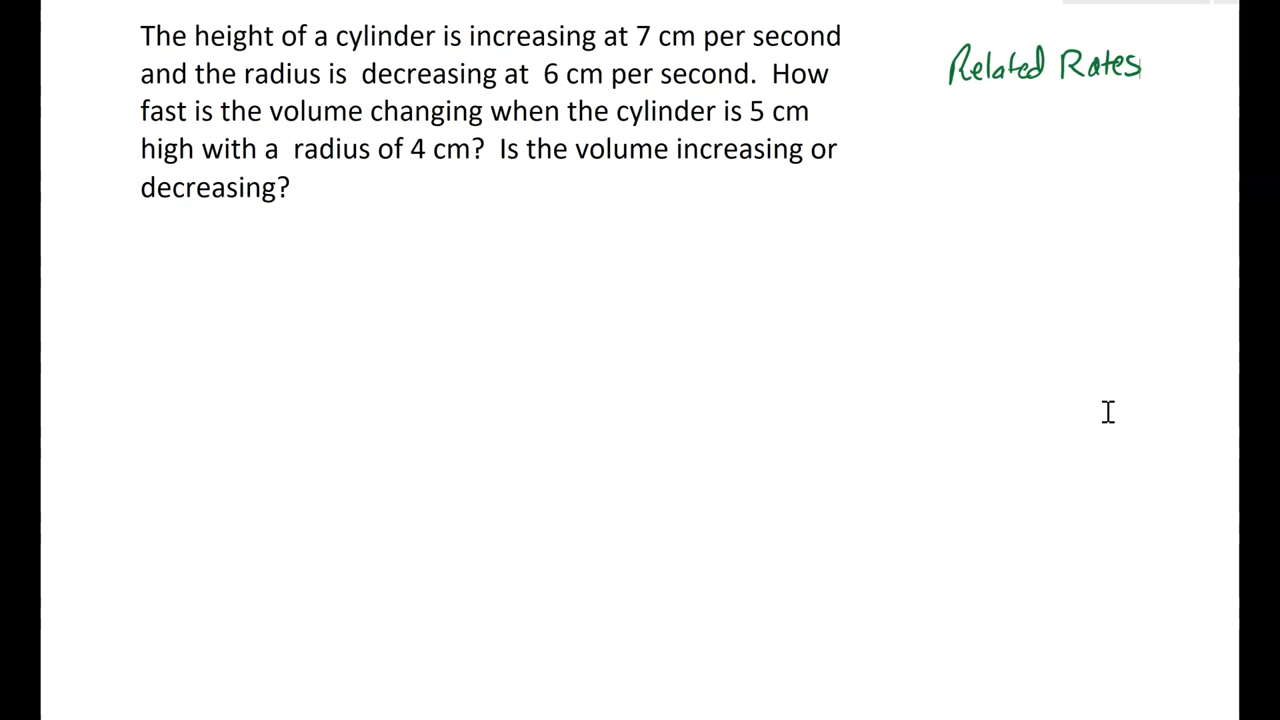 The height of a cylinder is increasing at 7 cm per second
and the radius is decreasing at 6 cm per second. How
fast is the volume changing when the cylinder is 5 cm
high with a radius of 4 cm? Is the volume increasing or
decreasing?
Related Rates